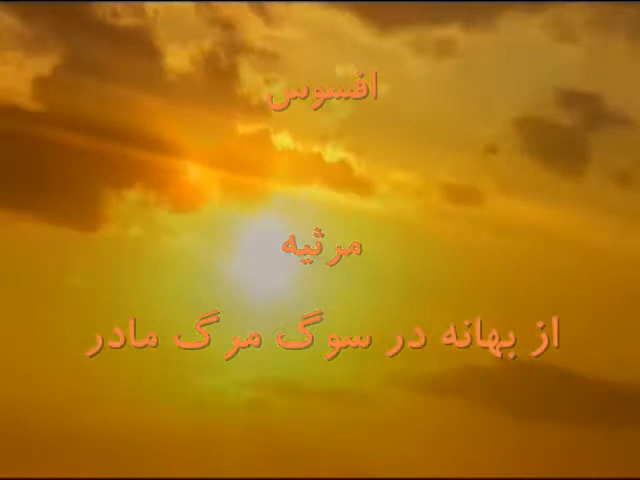 افسوس
مرثیه
از بهانه در سوگ مرگ مادر